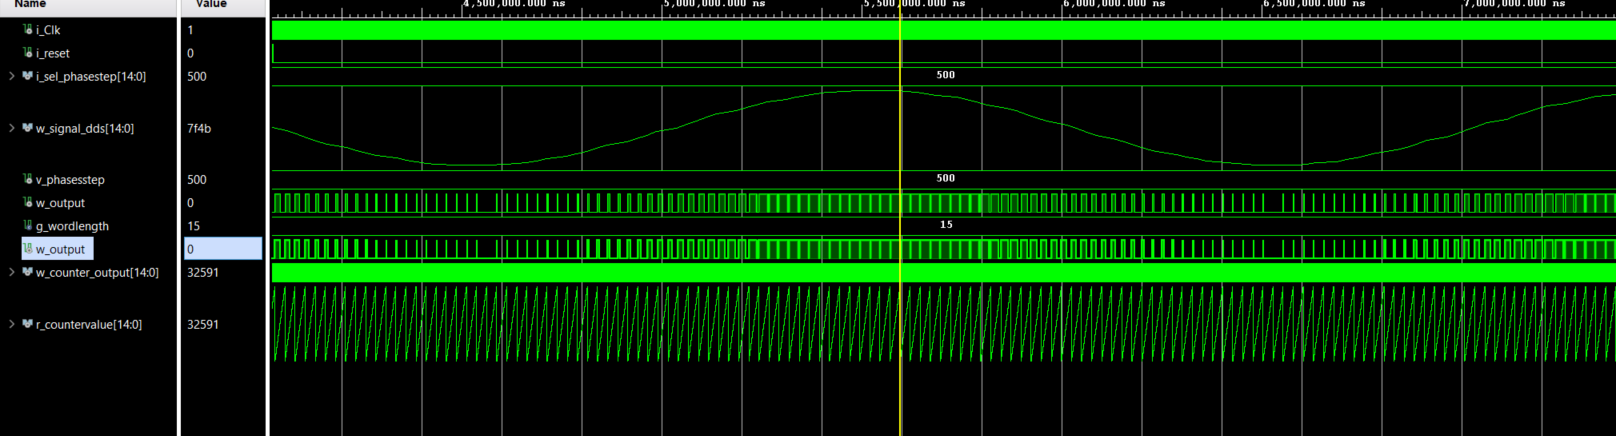 Name Value 4,500,000.000 ns 5,000,000.000 ns 5,500,000.000 ns 6,000,000.000 ns 6,500,000.000 ns 7,000,000.000 ns
i_Clk 1
i_reset 0
i_sel_phasestep[14:0] 500 500
w_signal_dds[14:0] 7f4b
v_phasesstep 500 500
w_output 0
g_wordlength 15 15
w_output 0
w_counter_output[14:0] 32591
r_countervalue[14:0] 32591